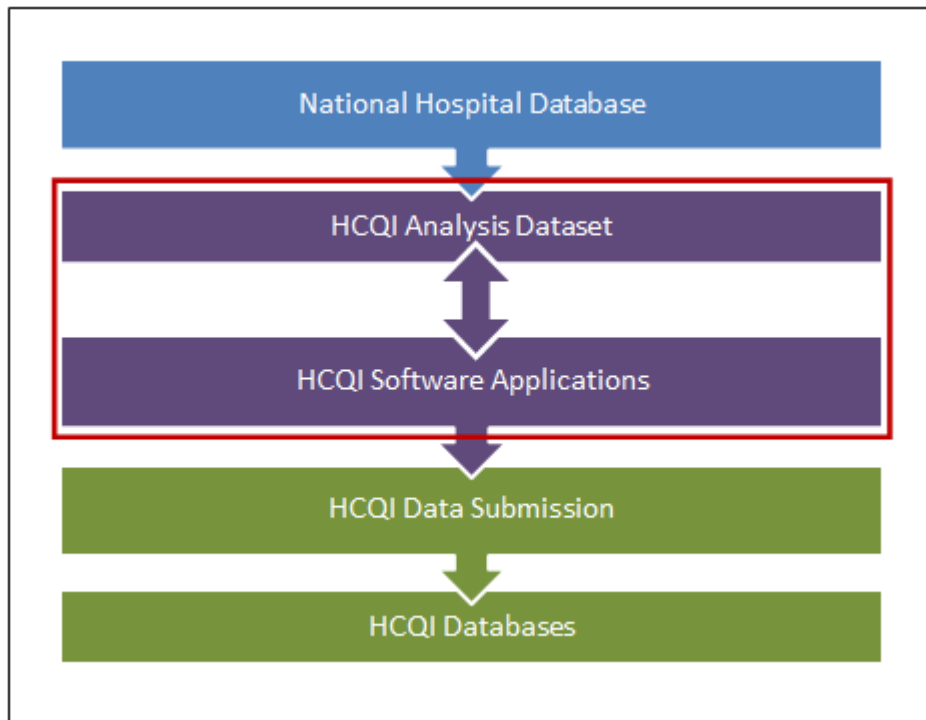 National Hospital Database
HCQI Analysis Dataset
HCQI Software Applications
HCQI Data Submission
HCQI Databases